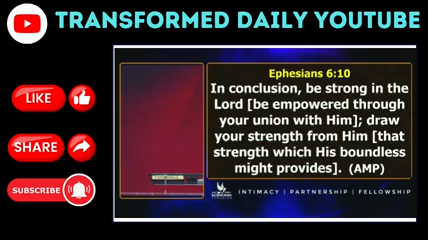 TRANSFORMED DAILY YOUTUBE
Ephesians 6:10
In conclusion, be strong in the
Lord [be empowered through
your union with Him]; draw
your strength from Him [that
strength which His boundless
might provides]. (AMP)
LIKE
SHARE
SUBSCRIBE
INTIMACY | PARTNERSHIP | FELLOWSHIP